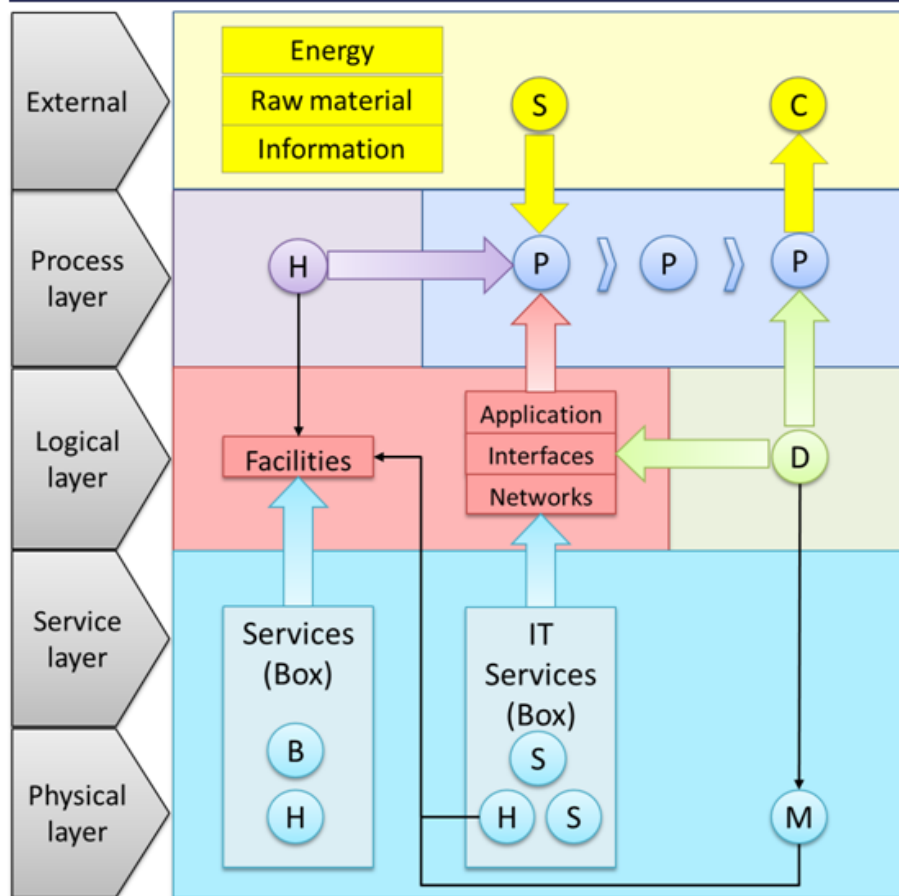 External
Energy
Raw material
Information
S
C
Process
layer
H
P
P
P
Logical
layer
Facilities
Application
Interfaces
Networks
D
Service
layer
Services
(Box)
IT
Services
(Box)
Physical
layer
B
H
S
H
S
M